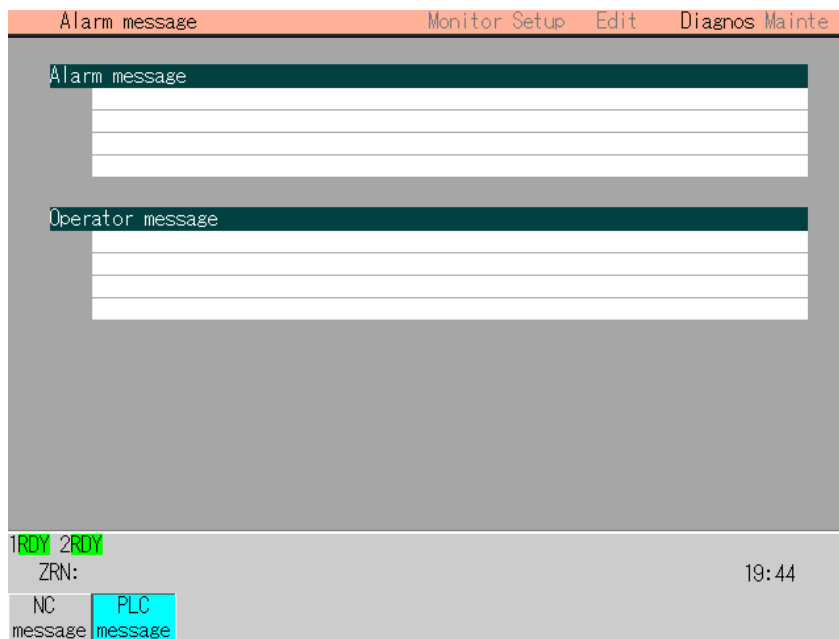 Alarm message Monitor Setup Edit Diagnos Mainte
Alarm message
Operator message
1RDY 2RDY
ZRN: 19:44
NC message
PLC message